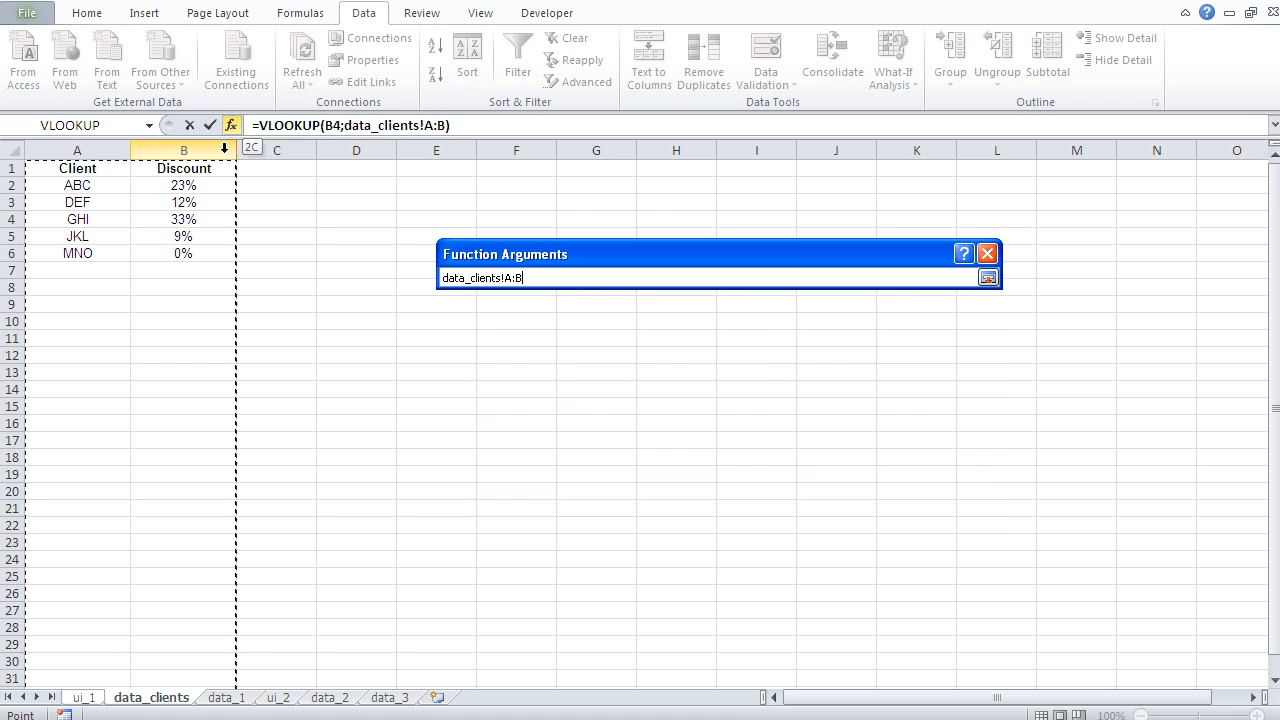 File Home Insert Page Layout Formulas Data Review View Developer
From Access
From Web
From Text
From Other Sources
Existing Connections
Get External Data
Refresh All
Connections
Properties
Edit Links
Connections
Sort
Filter
Clear
Reapply
Advanced
Sort & Filter
Text to Columns
Remove Duplicates
Data Validation
Consolidate
What-If Analysis
Data Tools
Group
Ungroup
Subtotal
Show Detail
Hide Detail
Outline
VLOOKUP fx =VLOOKUP(B4;data_clients!A:B)
A B 2C C D E F G H I J K L M N O
1 Client Discount
2 ABC 23%
3 DEF 12%
4 GHI 33%
5 JKL 9%
6 MNO 0%
Function Arguments
data_clients!A:B
7
8
9
10
11
12
13
14
15
16
17
18
19
20
21
22
23
24
25
26
27
28
29
30
31
ui_1 data_clients data_1 ui_2 data_2 data_3
Point 100%